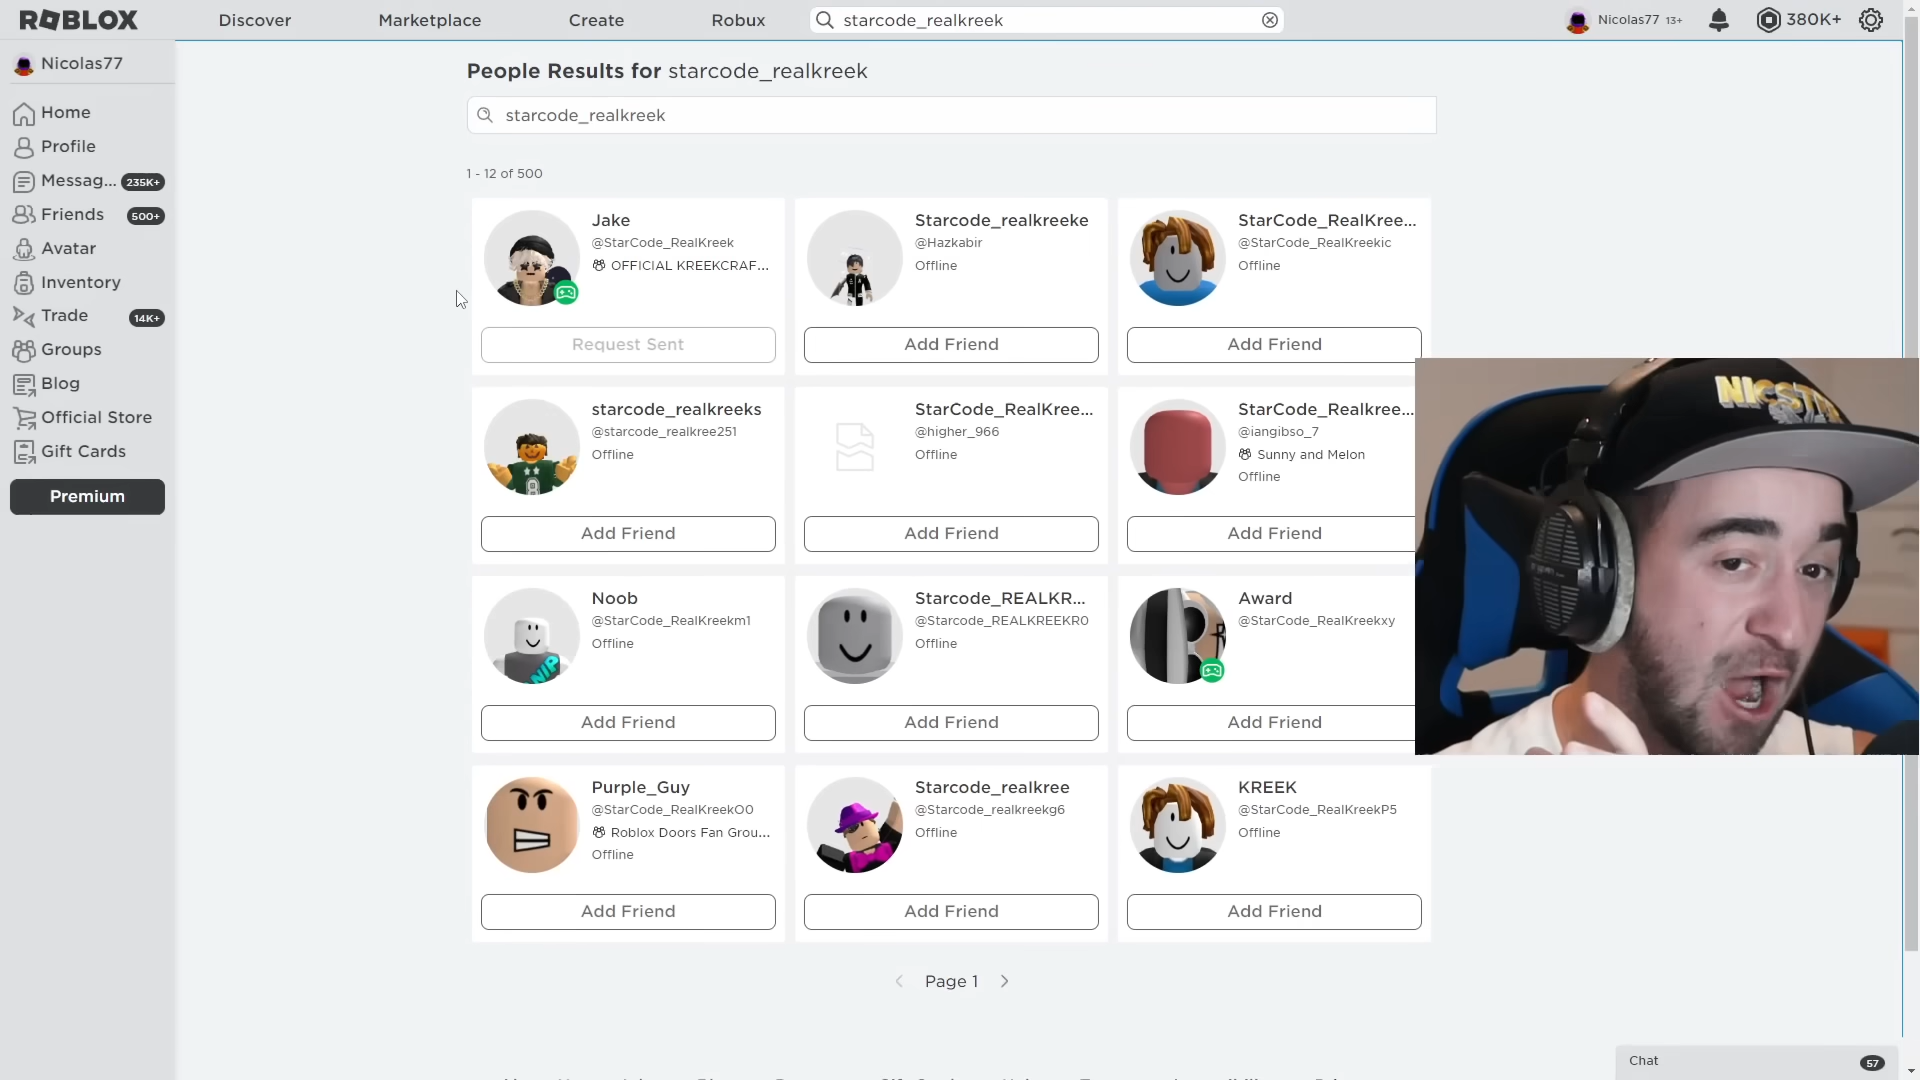 ROBLOX
Discover
Marketplace
Create
Robux
starcode_realkreek
Nicolas77 13+
380K+
Nicolas77
Home
Profile
Messag... 235K+
Friends 500+
Avatar
Inventory
Trade 14K+
Groups
Blog
Official Store
Gift Cards
Premium
People Results for starcode_realkreek
starcode_realkreek
1 - 12 of 500
Jake
@StarCode_RealKreek
OFFICIAL KREEKCRAF...
Request Sent
Starcode_realkreeke
@Hazkabir
Offline
Add Friend
StarCode_RealKree...
@StarCode_RealKreekic
Offline
Add Friend
starcode_realkreeks
@starcode_realkree251
Offline
Add Friend
StarCode_RealKree...
@higher_966
Offline
Add Friend
StarCode_Realkree...
@iangibso_7
Sunny and Melon
Offline
Add Friend
Noob
@StarCode_RealKreekm1
Offline
Add Friend
Starcode_REALKR...
@Starcode_REALKREEKR0
Offline
Add Friend
Award
@StarCode_RealKreekxy
Add Friend
Purple_Guy
@StarCode_RealKreekO0
Roblox Doors Fan Grou...
Offline
Add Friend
Starcode_realkree
@Starcode_realkreekg6
Offline
Add Friend
KREEK
@StarCode_RealKreekP5
Offline
Add Friend
Page 1
Chat 57